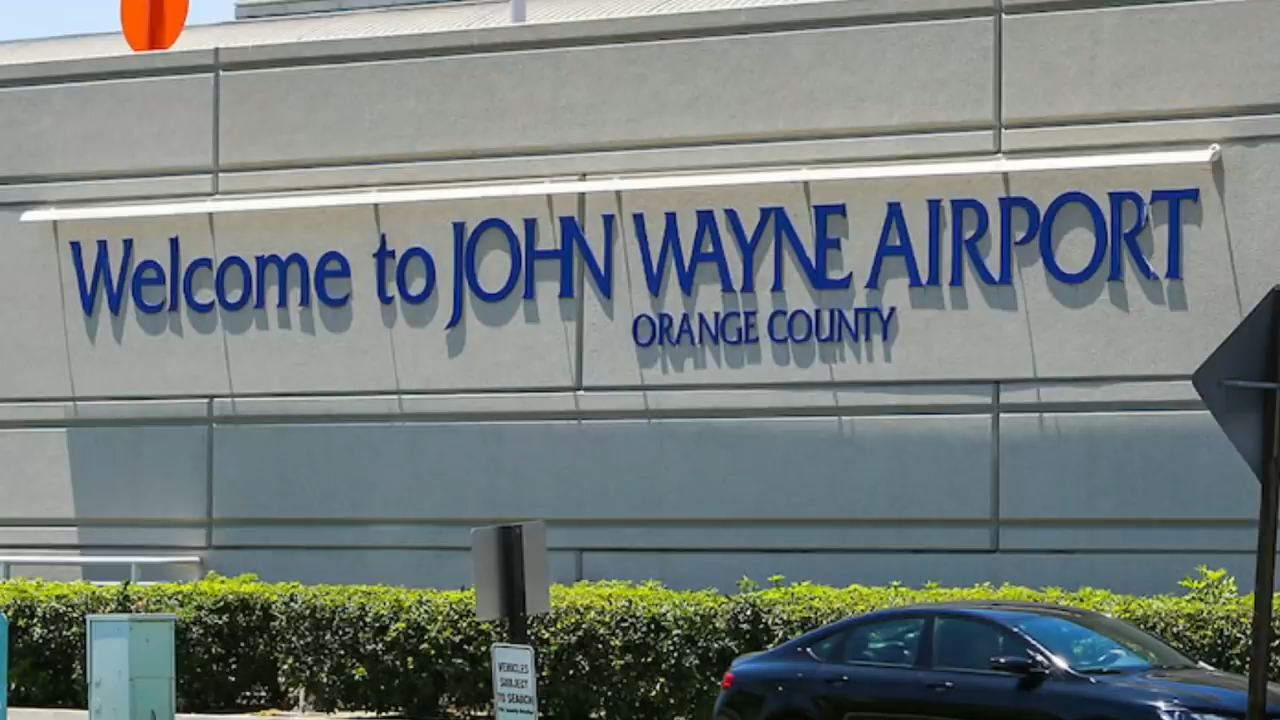 Welcome to JOHN WAYNE AIRPORT
ORANGE COUNTY
VEHICLES
SUBJECT
TO SEARCH